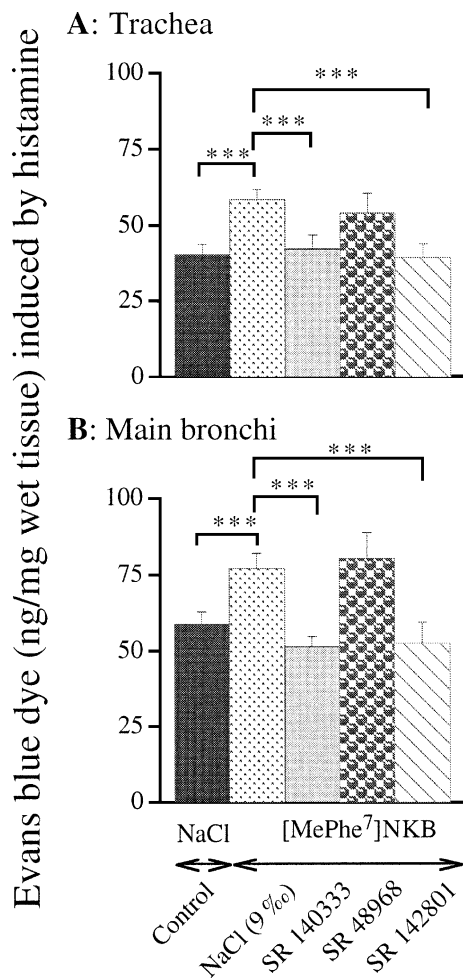 Evans blue dye (ng/mg wet tissue) induced by histamine
A: Trachea
100
75
50
25
0
***
***
***
B: Main bronchi
100
75
50
25
0
***
***
***
NaCl [MePhe⁷]NKB
Control
NaCl (9 ‰)
SR 140333
SR 48968
SR 142801